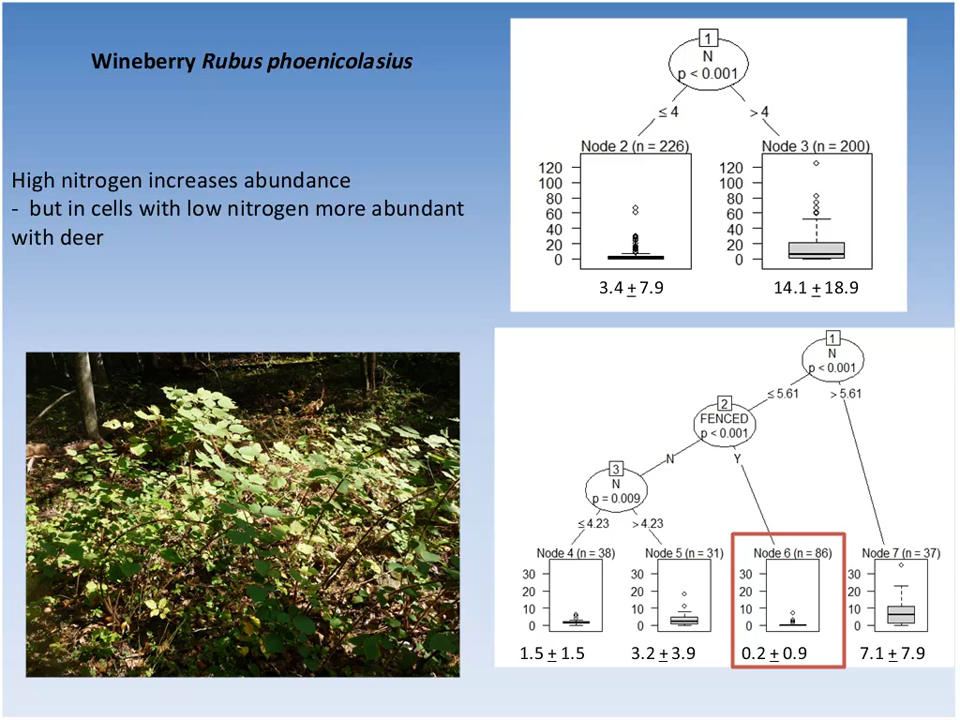 Wineberry Rubus phoenicolasius
High nitrogen increases abundance
- but in cells with low nitrogen more abundant
with deer
1
N
p < 0.001
≤ 4
> 4
Node 2 (n = 226)
Node 3 (n = 200)
120
100
80
60
40
20
0
120
100
80
60
40
20
0
3.4 ± 7.9
14.1 ± 18.9
1
N
p < 0.001
≤ 5.61
> 5.61
2
FENCED
p < 0.001
N
Y
3
N
p = 0.009
≤ 4.23
> 4.23
Node 4 (n = 38)
Node 5 (n = 31)
Node 6 (n = 86)
Node 7 (n = 37)
30
20
10
0
30
20
10
0
30
20
10
0
30
20
10
0
1.5 ± 1.5
3.2 ± 3.9
0.2 ± 0.9
7.1 ± 7.9